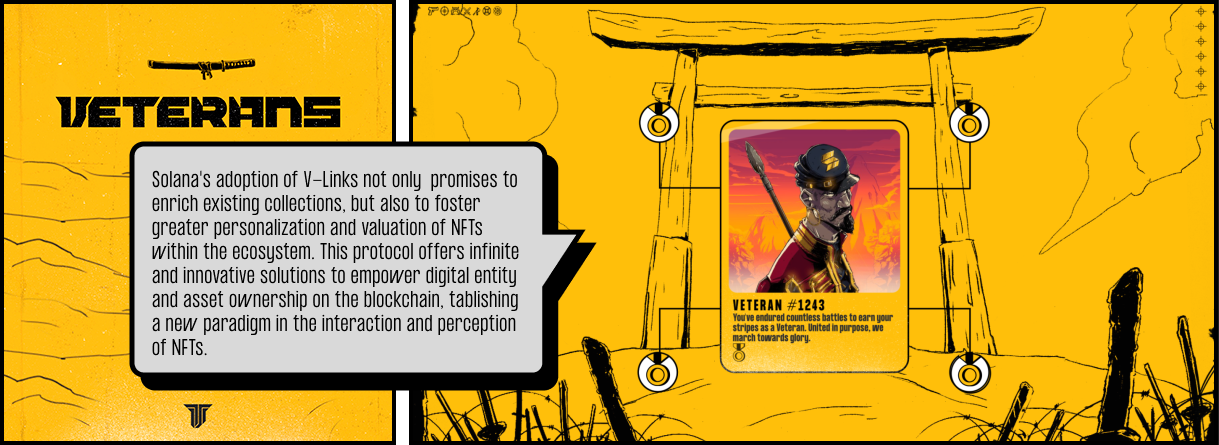 VETERANS
Solana's adoption of V-Links not only promises to
enrich existing collections, but also to foster
greater personalization and valuation of NFTs
within the ecosystem. This protocol offers infinite
and innovative solutions to empower digital entity
and asset ownership on the blockchain, tablishing
a new paradigm in the interaction and perception
of NFTs.
VETERAN #1243
You've endured countless battles to earn your
stripes as a Veteran. United in purpose, we
march towards glory.